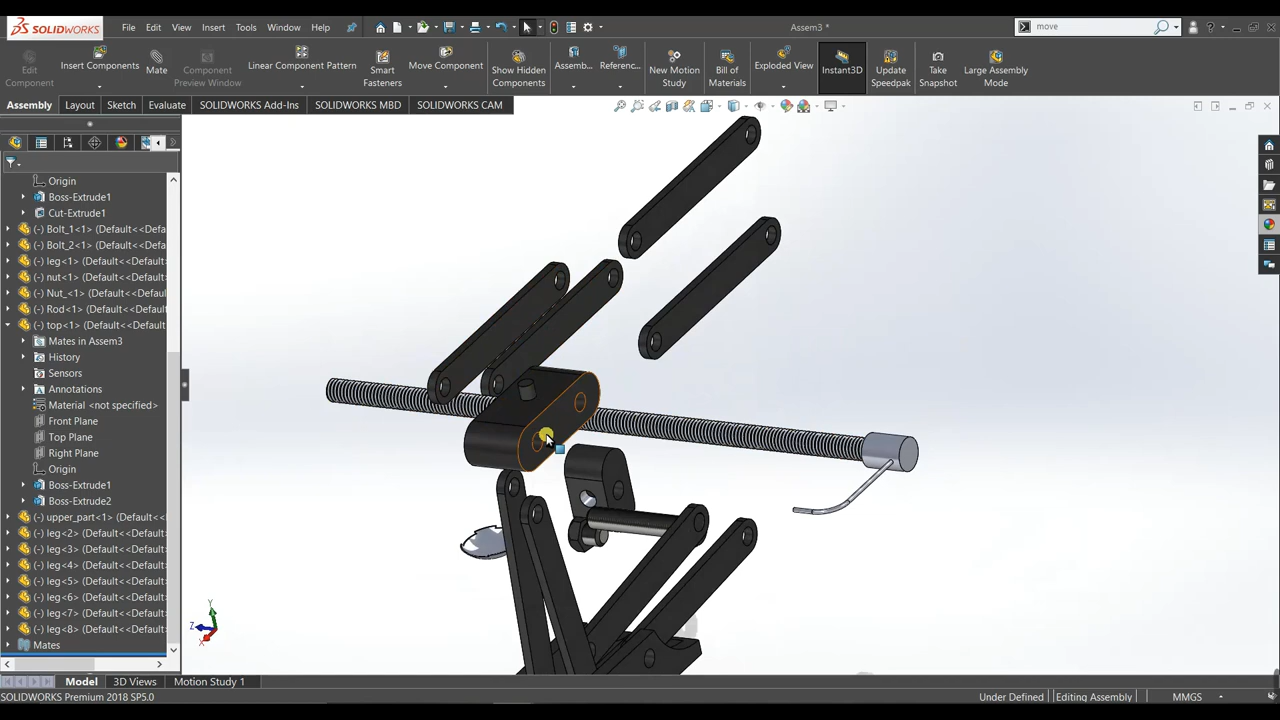 SOLIDWORKS
File Edit View Insert Tools Window
Assem3 *
move
Edit Component
Insert Components
Mate
Component Preview Window
Linear Component Pattern
Smart Fasteners
Move Component
Show Hidden Components
Assemb...
Referenc...
New Motion Study
Bill of Materials
Exploded View
Instant3D
Update Speedpak
Take Snapshot
Large Assembly Mode
Assembly Layout Sketch Evaluate SOLIDWORKS Add-Ins SOLIDWORKS MBD SOLIDWORKS CAM
Origin
Boss-Extrude1
Cut-Extrude1
(-) Bolt_1<1> (Default<<Defa
(-) Bolt_2<1> (Default<<Defa
(-) leg<1> (Default<<Default
(-) nut<1> (Default<<Default
(-) Nut_<1> (Default<<Defau
(-) Rod<1> (Default<<Defaul
(-) top<1> (Default<<Default
Mates in Assem3
History
Sensors
Annotations
Material <not specified>
Front Plane
Top Plane
Right Plane
Origin
Boss-Extrude1
Boss-Extrude2
(-) upper_part<1> (Default<
(-) leg<2> (Default<<Default
(-) leg<3> (Default<<Default
(-) leg<4> (Default<<Default
(-) leg<5> (Default<<Default
(-) leg<6> (Default<<Default
(-) leg<7> (Default<<Default
(-) leg<8> (Default<<Default
Mates
Y
Z
X
Model 3D Views Motion Study 1
SOLIDWORKS Premium 2018 SP5.0
Under Defined Editing Assembly MMGS